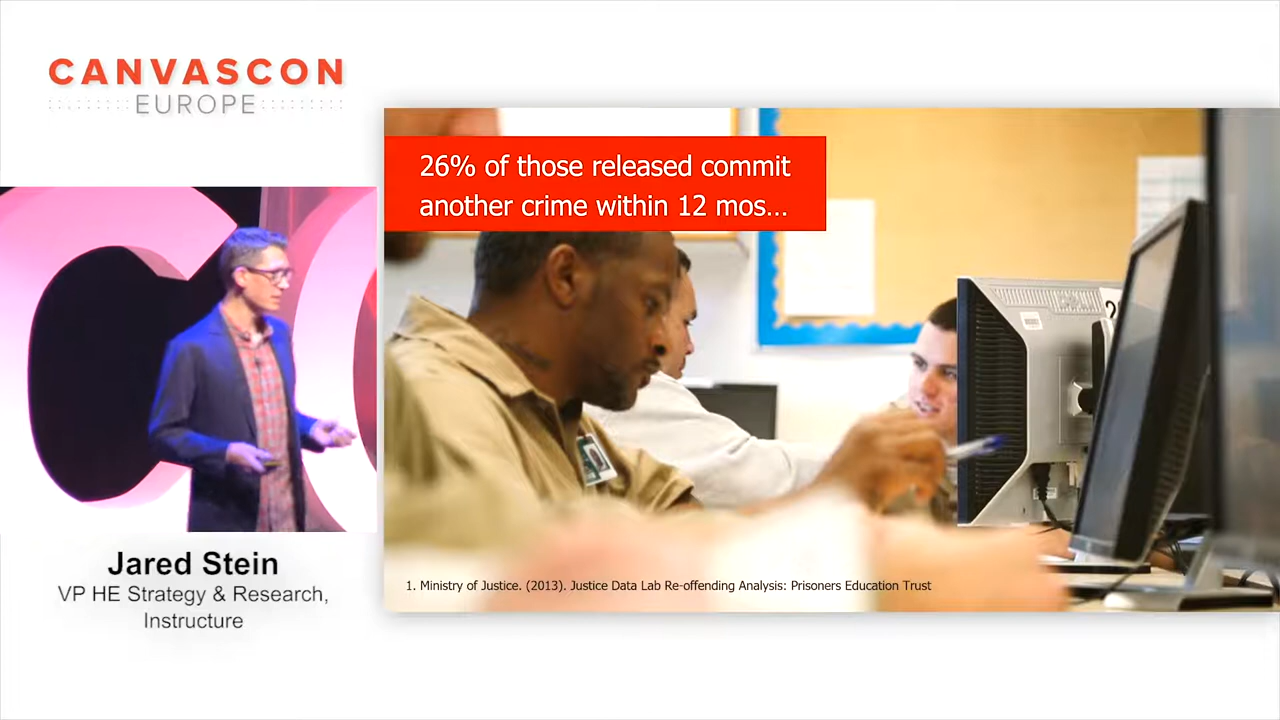 CANVASCON
EUROPE
26% of those released commit
another crime within 12 mos...
1. Ministry of Justice. (2013). Justice Data Lab Re-offending Analysis: Prisoners Education Trust
Jared Stein
VP HE Strategy & Research,
Instructure